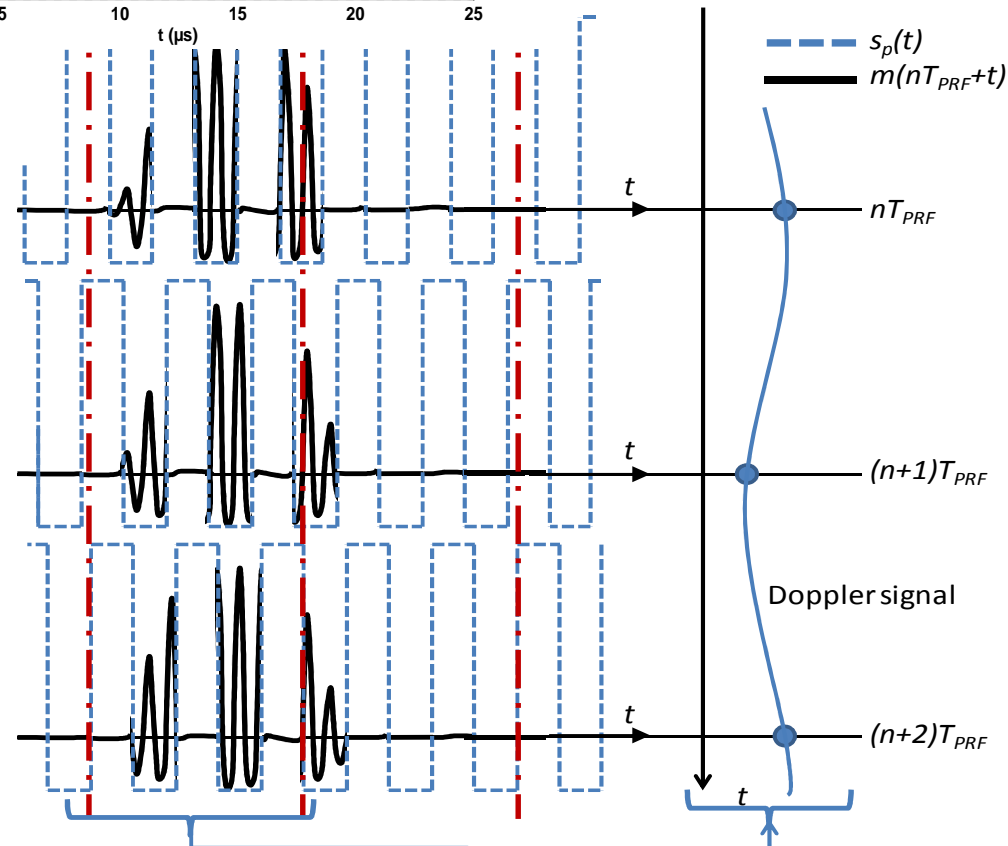 5 10 15 20 25
t (µs)
s_p(t)
m(nT_PRF+t)
t
nT_PRF
t
(n+1)T_PRF
Doppler signal
t
(n+2)T_PRF
t